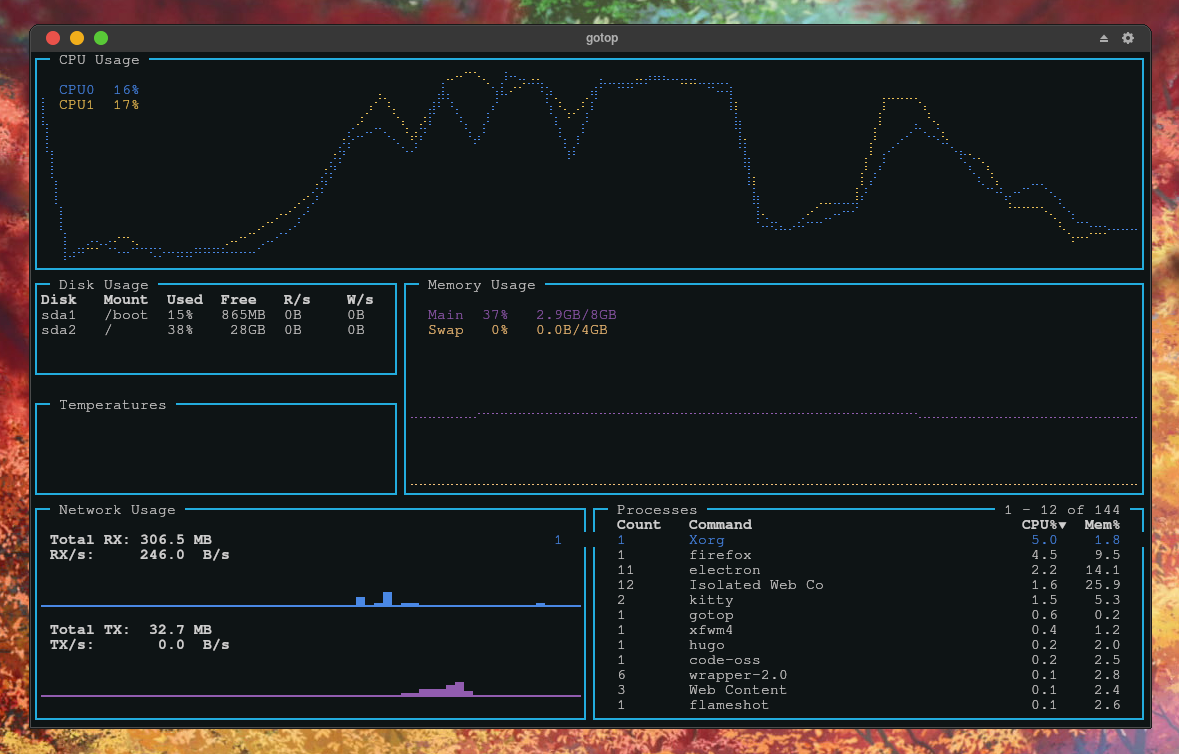 gotop
CPU Usage
CPU0 16%
CPU1 17%
Disk Usage
Disk Mount Used Free R/s W/s
sda1 /boot 15% 865MB 0B 0B
sda2 / 38% 28GB 0B 0B
Memory Usage
Main 37% 2.9GB/8GB
Swap 0% 0.0B/4GB
Temperatures
Network Usage
Total RX: 306.5 MB
RX/s: 246.0 B/s
1
Total TX: 32.7 MB
TX/s: 0.0 B/s
Processes 1 - 12 of 144
Count Command CPU%▼ Mem%
1 Xorg 5.0 1.8
1 firefox 4.5 9.5
11 electron 2.2 14.1
12 Isolated Web Co 1.6 25.9
2 kitty 1.5 5.3
1 gotop 0.6 0.2
1 xfwm4 0.4 1.2
1 hugo 0.2 2.0
1 code-oss 0.2 2.5
6 wrapper-2.0 0.1 2.8
3 Web Content 0.1 2.4
1 flameshot 0.1 2.6